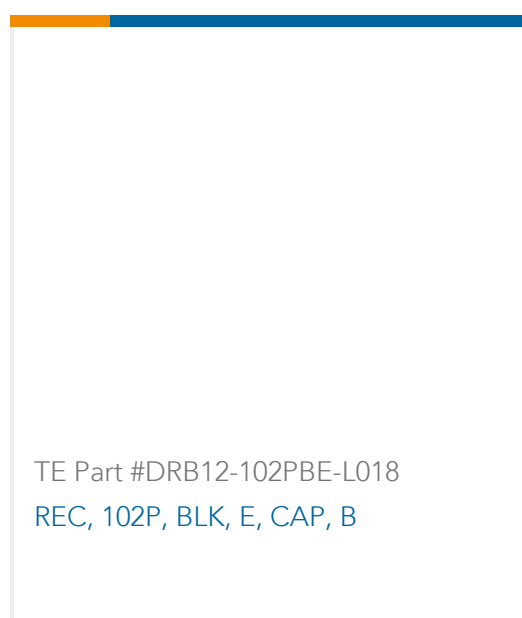 TE Part #DRB12-102PBE-L018
REC, 102P, BLK, E, CAP, B